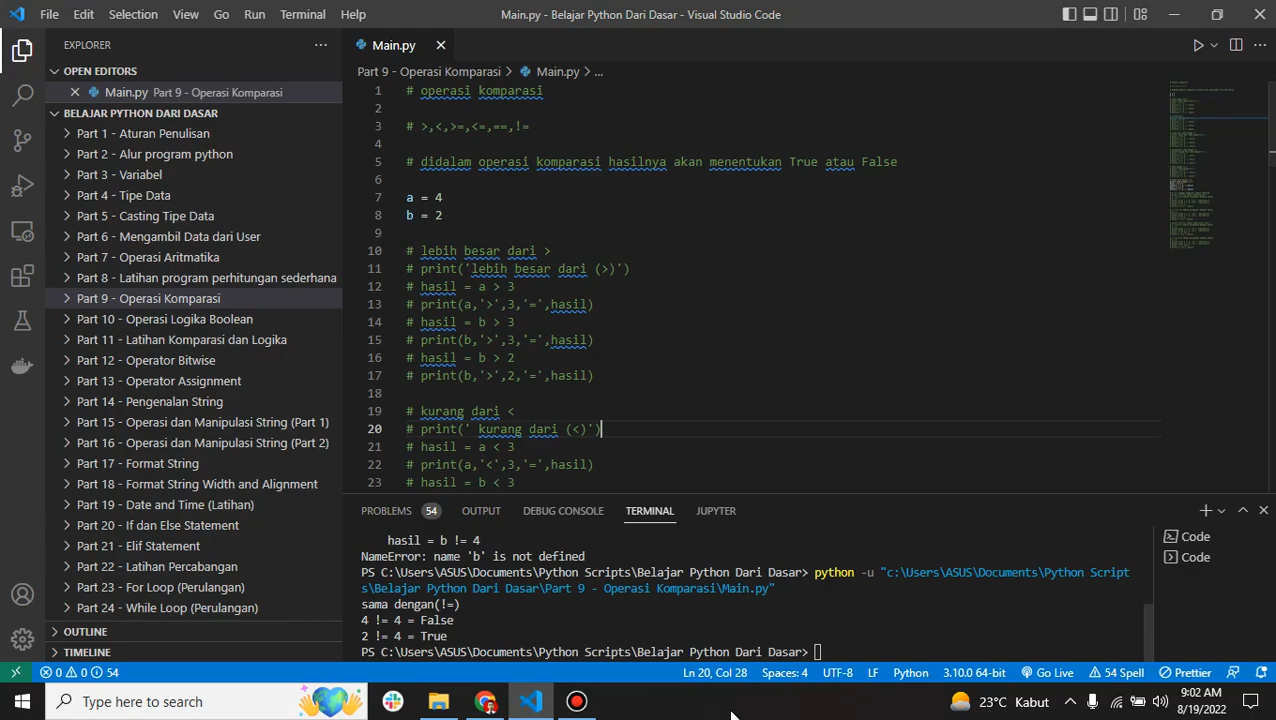 File Edit Selection View Go Run Terminal Help Main.py - Belajar Python Dari Dasar - Visual Studio Code
EXPLORER
OPEN EDITORS
Main.py Part 9 - Operasi Komparasi
BELAJAR PYTHON DARI DASAR
Part 1 - Aturan Penulisan
Part 2 - Alur program python
Part 3 - Variabel
Part 4 - Tipe Data
Part 5 - Casting Tipe Data
Part 6 - Mengambil Data dari User
Part 7 - Operasi Aritmatika
Part 8 - Latihan program perhitungan sederhana
Part 9 - Operasi Komparasi
Part 10 - Operasi Logika Boolean
Part 11 - Latihan Komparasi dan Logika
Part 12 - Operator Bitwise
Part 13 - Operator Assignment
Part 14 - Pengenalan String
Part 15 - Operasi dan Manipulasi String (Part 1)
Part 16 - Operasi dan Manipulasi String (Part 2)
Part 17 - Format String
Part 18 - Format String Width and Alignment
Part 19 - Date and Time (Latihan)
Part 20 - If dan Else Statement
Part 21 - Elif Statement
Part 22 - Latihan Percabangan
Part 23 - For Loop (Perulangan)
Part 24 - While Loop (Perulangan)
OUTLINE
TIMELINE
Main.py
Part 9 - Operasi Komparasi > Main.py > ...
1 # operasi komparasi
2
3 # >,<,>=,<=,==,!=
4
5 # didalam operasi komparasi hasilnya akan menentukan True atau False
6
7 a = 4
8 b = 2
9
10 # lebih besar dari >
11 # print('lebih besar dari (>)')
12 # hasil = a > 3
13 # print(a,'>',3,'=',hasil)
14 # hasil = b > 3
15 # print(b,'>',3,'=',hasil)
16 # hasil = b > 2
17 # print(b,'>',2,'=',hasil)
18
19 # kurang dari <
20 # print(' kurang dari (<)')
21 # hasil = a < 3
22 # print(a,'<',3,'=',hasil)
23 # hasil = b < 3
PROBLEMS 54 OUTPUT DEBUG CONSOLE TERMINAL JUPYTER
hasil = b != 4
NameError: name 'b' is not defined
PS C:\Users\ASUS\Documents\Python Scripts\Belajar Python Dari Dasar> python -u "c:\Users\ASUS\Documents\Python Script
s\Belajar Python Dari Dasar\Part 9 - Operasi Komparasi\Main.py"
sama dengan(!=)
4 != 4 = False
2 != 4 = True
PS C:\Users\ASUS\Documents\Python Scripts\Belajar Python Dari Dasar>
Code
Code
0 0 54 Ln 20, Col 28 Spaces: 4 UTF-8 LF Python 3.10.0 64-bit Go Live 54 Spell Prettier
Type here to search
23°C Kabut
9:02 AM
8/19/2022